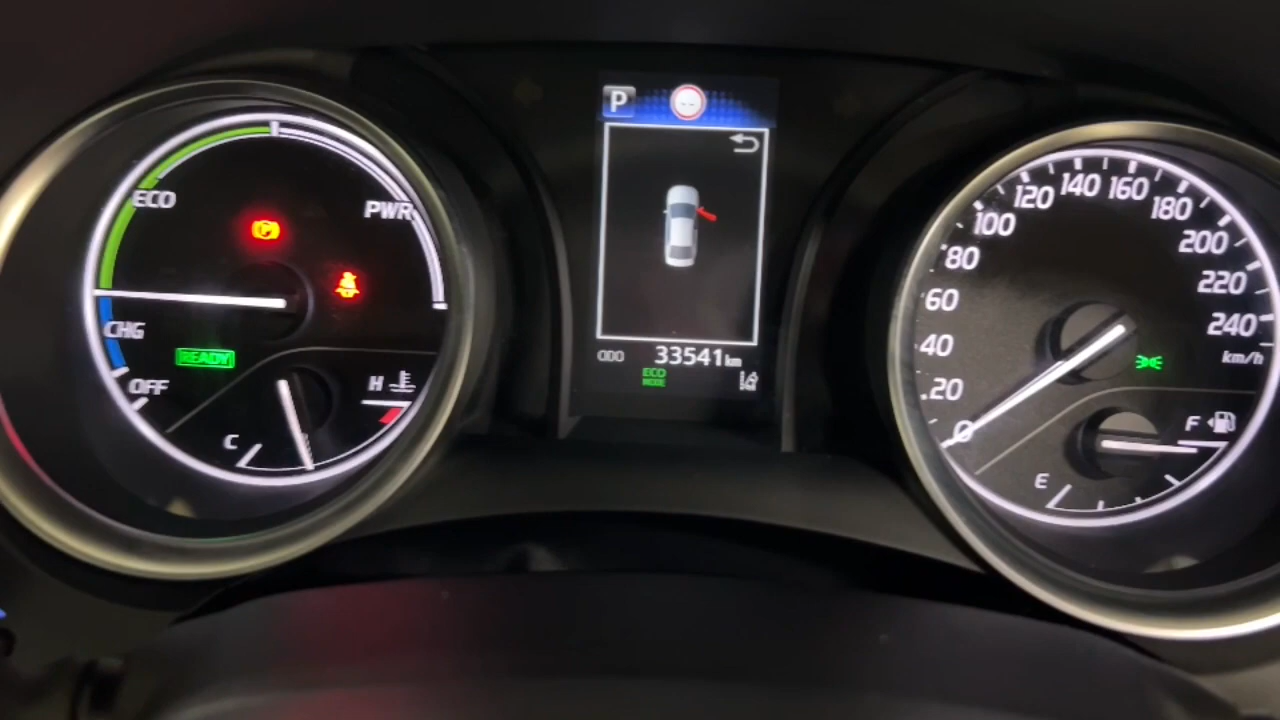 ECO
PWR
CHG
READY
OFF
C
H
P
ODO 33541 km
ECO
MODE
0
20
40
60
80
100
120
140
160
180
200
220
240
km/h
E
F